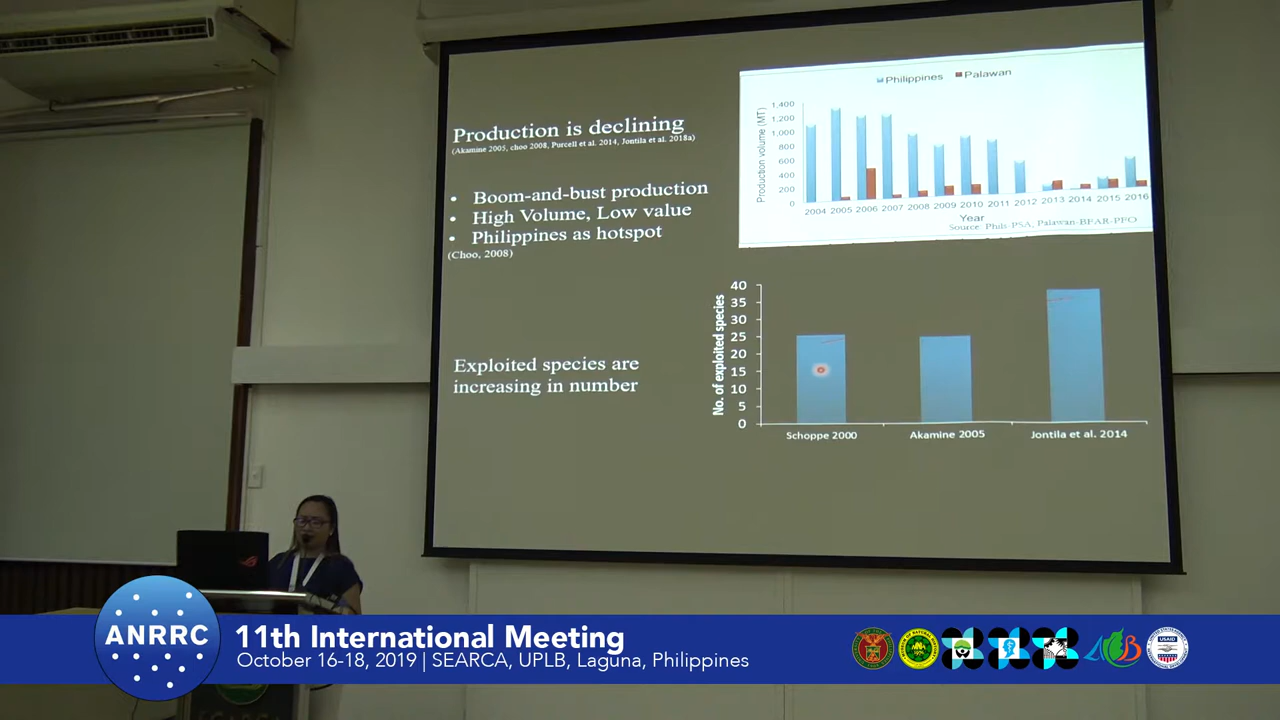 Production is declining
(Akamine 2005, choo 2008, Purcell et al. 2014, Jontila et al. 2018a)
• Boom-and-bust production
• High Volume, Low value
• Philippines as hotspot
(Choo, 2008)
Philippines Palawan
Production volume (MT)
1,400
1,200
1,000
800
600
400
200
0
2004 2005 2006 2007 2008 2009 2010 2011 2012 2013 2014 2015 2016
Year
Source: Phils-PSA, Palawan-BFAR-PFO
Exploited species are
increasing in number
No. of exploited species
40
35
30
25
20
15
10
5
0
Schoppe 2000 Akamine 2005 Jontila et al. 2014
ANRRC
11th International Meeting
October 16-18, 2019 | SEARCA, UPLB, Laguna, Philippines
USAID